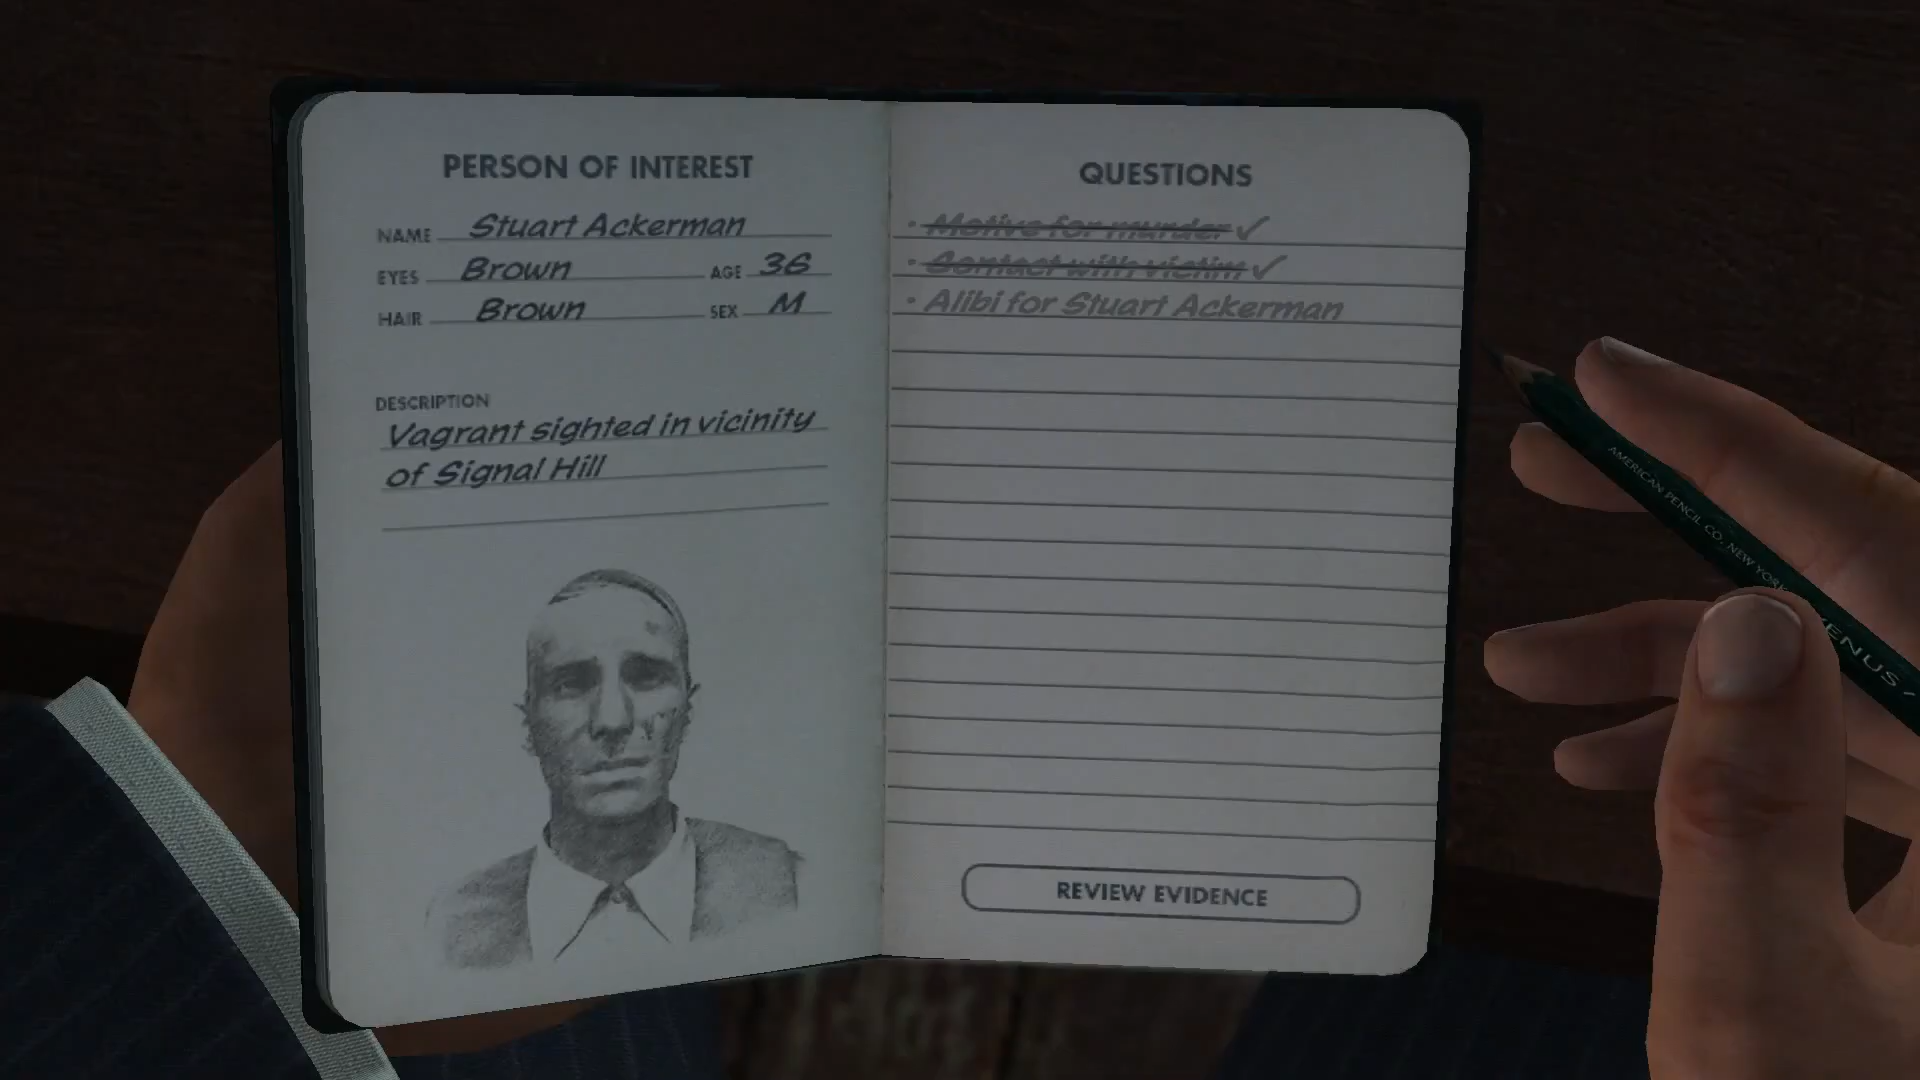 PERSON OF INTEREST
NAME Stuart Ackerman
EYES Brown AGE 36
HAIR Brown SEX M
DESCRIPTION
Vagrant sighted in vicinity
of Signal Hill
QUESTIONS
· Motive for murder ✓
· Contact with victim ✓
· Alibi for Stuart Ackerman
REVIEW EVIDENCE
AMERICAN PENCIL CO. NEW YORK
VENUS